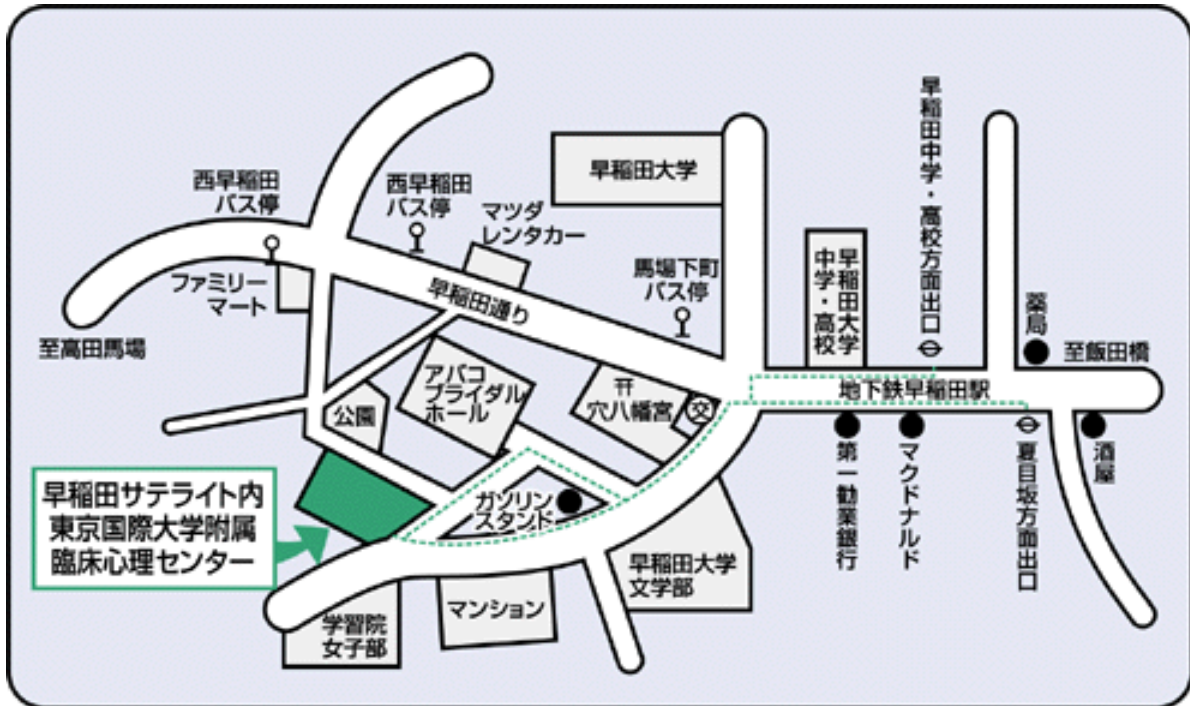 西早稲田
バス停
西早稲田
バス停
マツダ
レンタカー
早稲田大学
早稲田中学・高校方面出口
ファミリー
マート
早稲田通り
馬場下町
バス停
早稲田大学
中学・高校
薬局
至高田馬場
至飯田橋
地下鉄早稲田駅
アバコ
ブライダル
ホール
公園
穴八幡宮
交
第一勧業銀行
マクドナルド
夏目坂方面出口
酒屋
早稲田サテライト内
東京国際大学附属
臨床心理センター
ガソリン
スタンド
早稲田大学
文学部
マンション
学習院
女子部